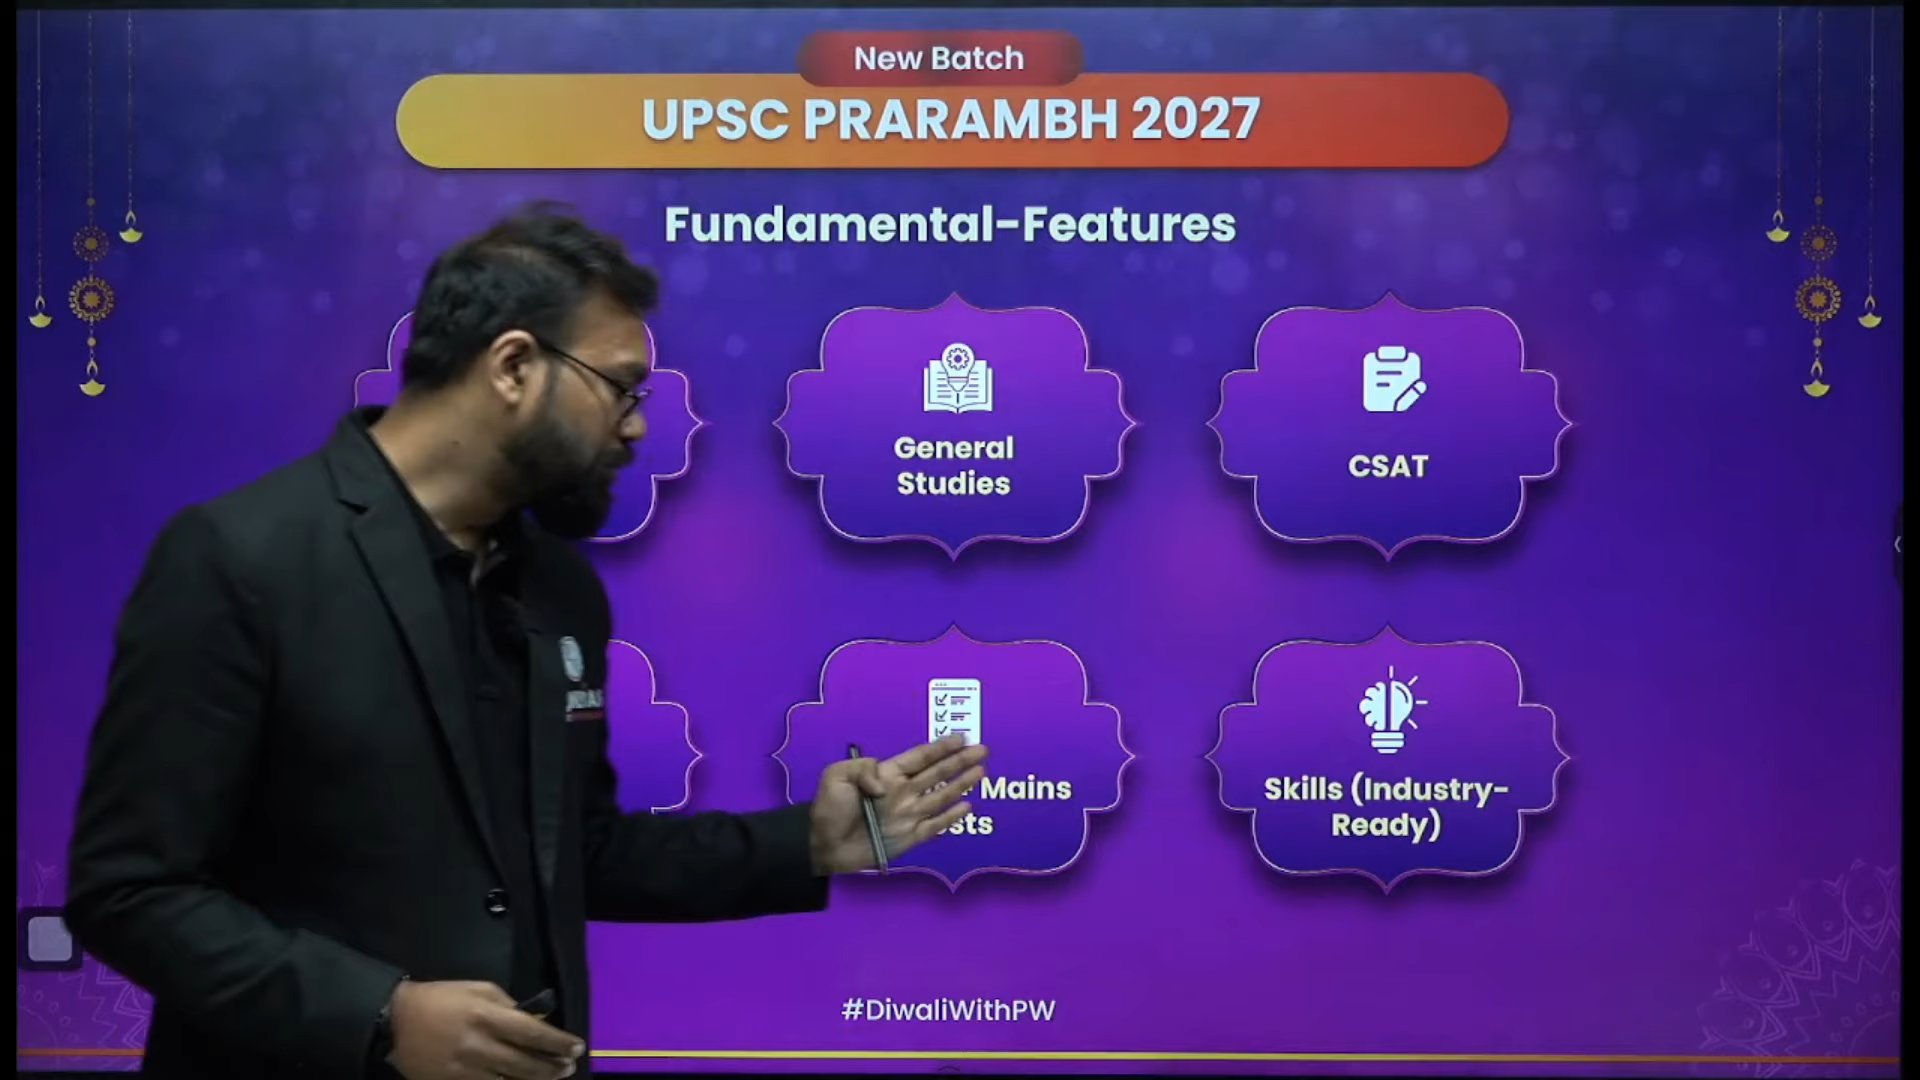 New Batch
UPSC PRARAMBH 2027
Fundamental-Features
General
Studies
CSAT
Mains
Skills (Industry-
Ready)
#DiwaliWithPW